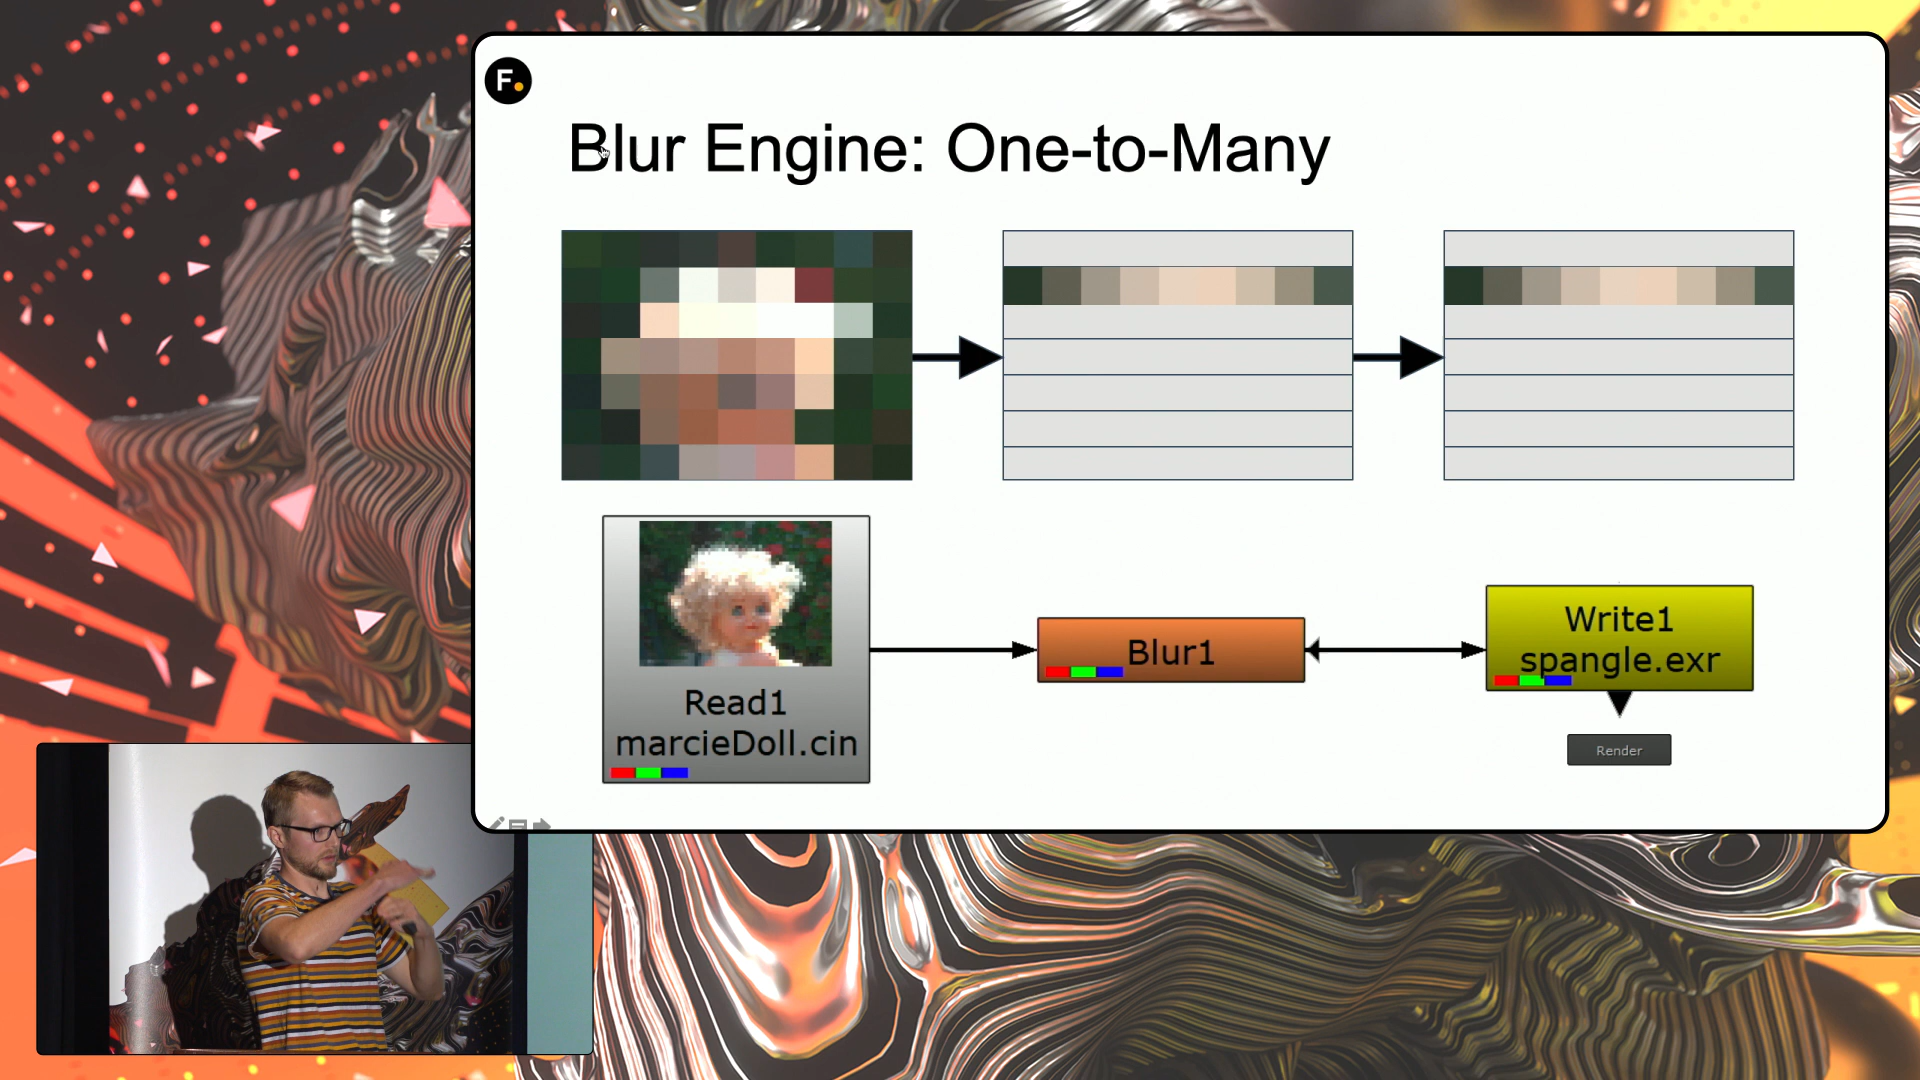 F.
Blur Engine: One-to-Many
Read1
marcieDoll.cin
Blur1
Write1
spangle.exr
Render